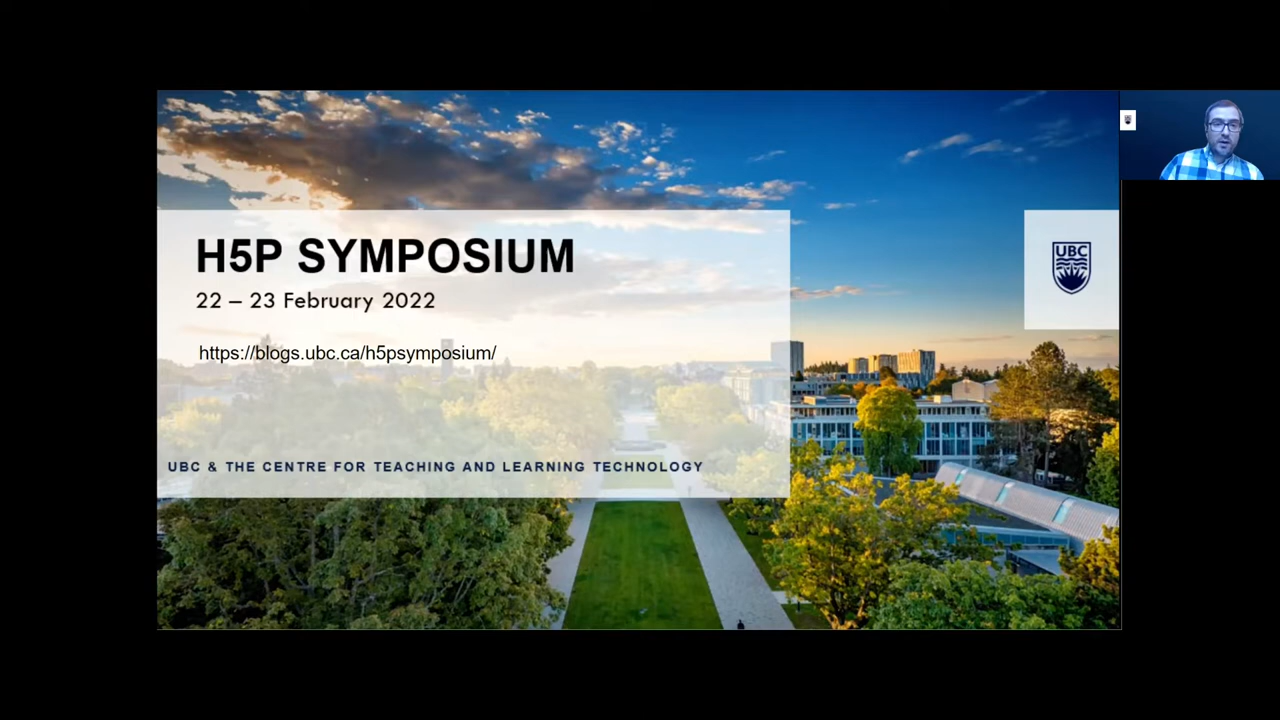 H5P SYMPOSIUM
22 – 23 February 2022
https://blogs.ubc.ca/h5psymposium/
UBC & THE CENTRE FOR TEACHING AND LEARNING TECHNOLOGY
UBC